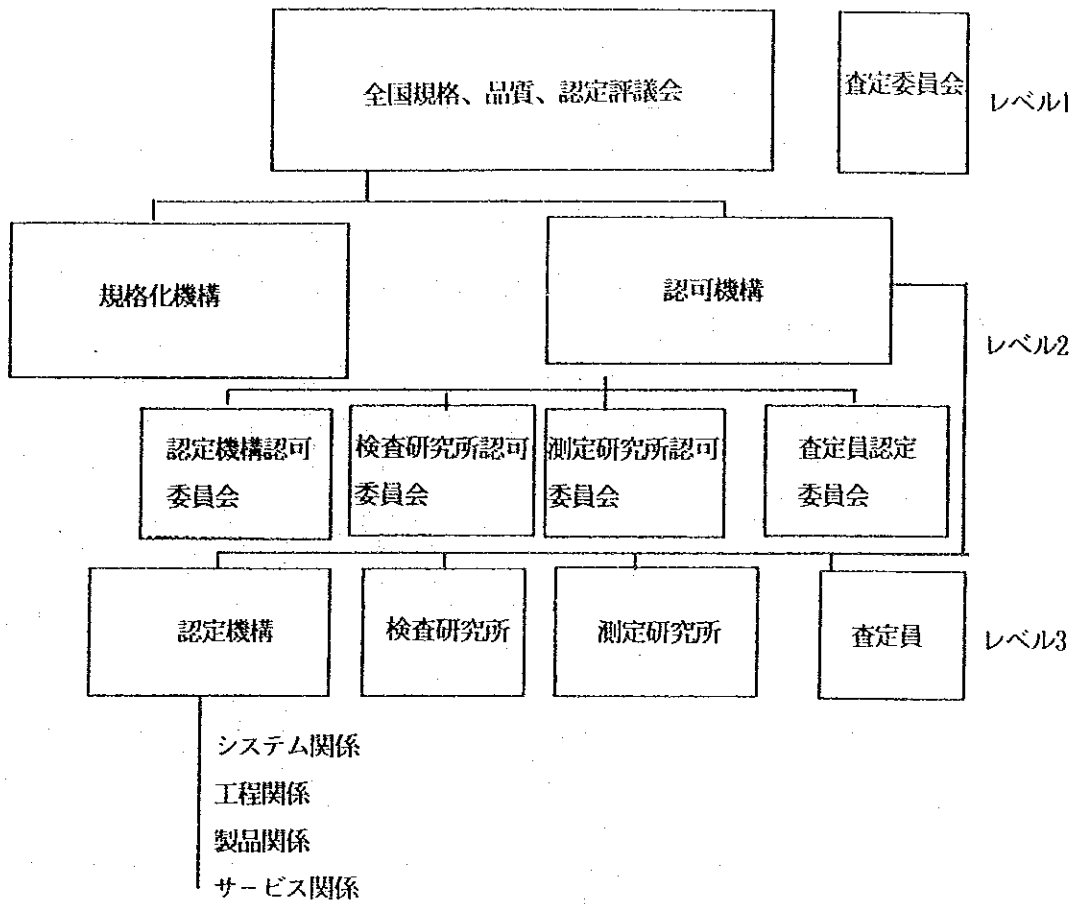 全国規格、品質、認定評議会
査定委員会
レベル1
規格化機構
認可機構
レベル2
認定機構認可
委員会
検査研究所認可
委員会
測定研究所認可
委員会
査定員認定
委員会
認定機構
検査研究所
測定研究所
査定員
レベル3
システム関係
工程関係
製品関係
サービス関係